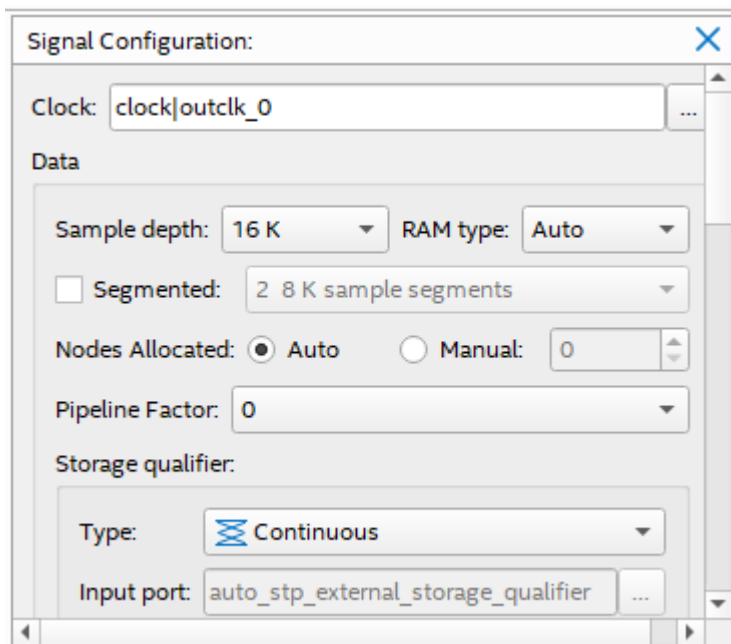 Signal Configuration:
Clock: clock|outclk_0 ...
Data
Sample depth: 16 K RAM type: Auto
Segmented: 2 8 K sample segments
Nodes Allocated: Auto Manual: 0
Pipeline Factor: 0
Storage qualifier:
Type: Continuous
Input port: auto_stp_external_storage_qualifier ...